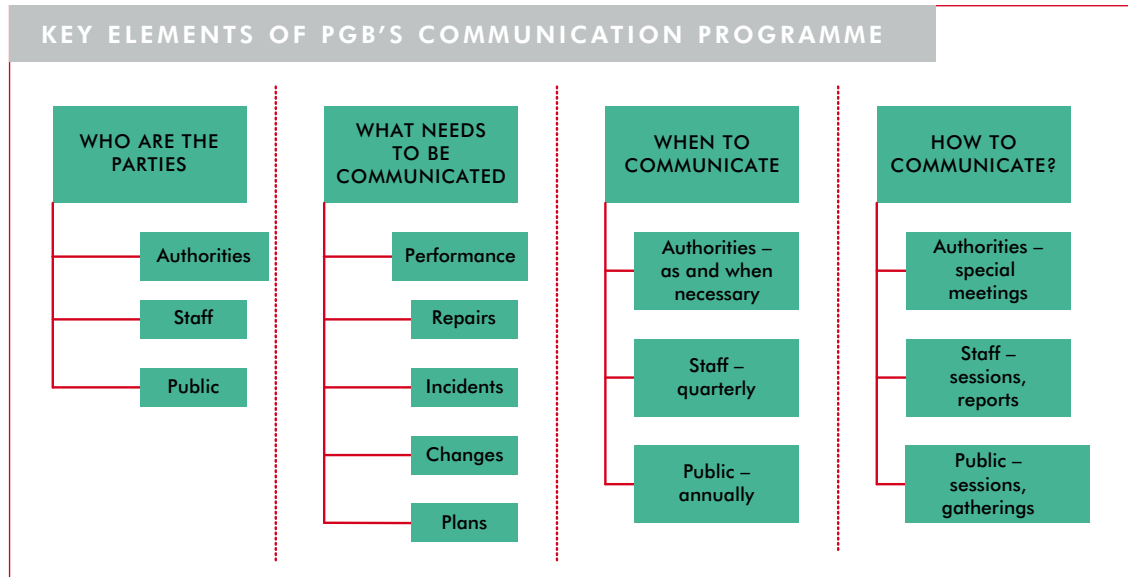 KEY ELEMENTS OF PGB'S COMMUNICATION PROGRAMME
WHO ARE THE
PARTIES
Authorities
Staff
Public
WHAT NEEDS
TO BE
COMMUNICATED
Performance
Repairs
Incidents
Changes
Plans
WHEN TO
COMMUNICATE
Authorities –
as and when
necessary
Staff –
quarterly
Public –
annually
HOW TO
COMMUNICATE?
Authorities –
special
meetings
Staff –
sessions,
reports
Public –
sessions,
gatherings